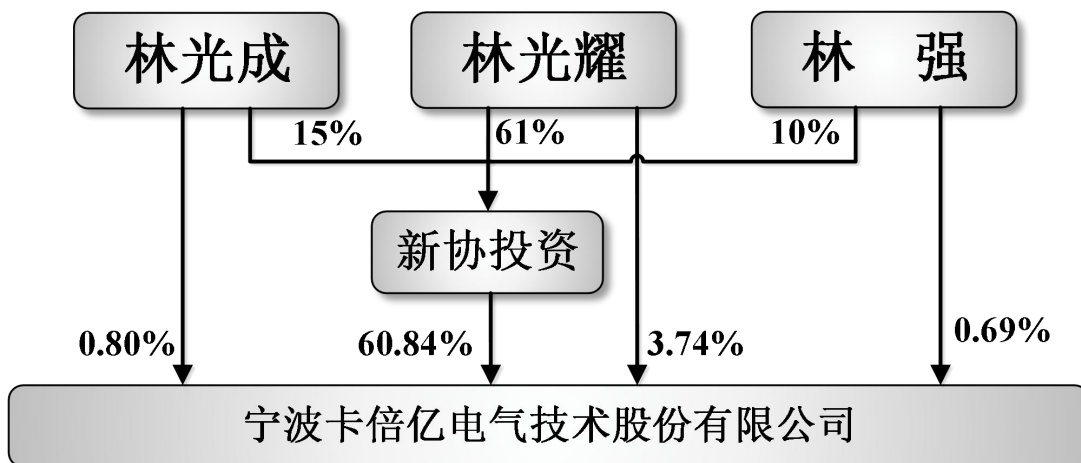 林光成
林光耀
林 强
15%
61%
10%
新协投资
0.80%
60.84%
3.74%
0.69%
宁波卡倍亿电气技术股份有限公司